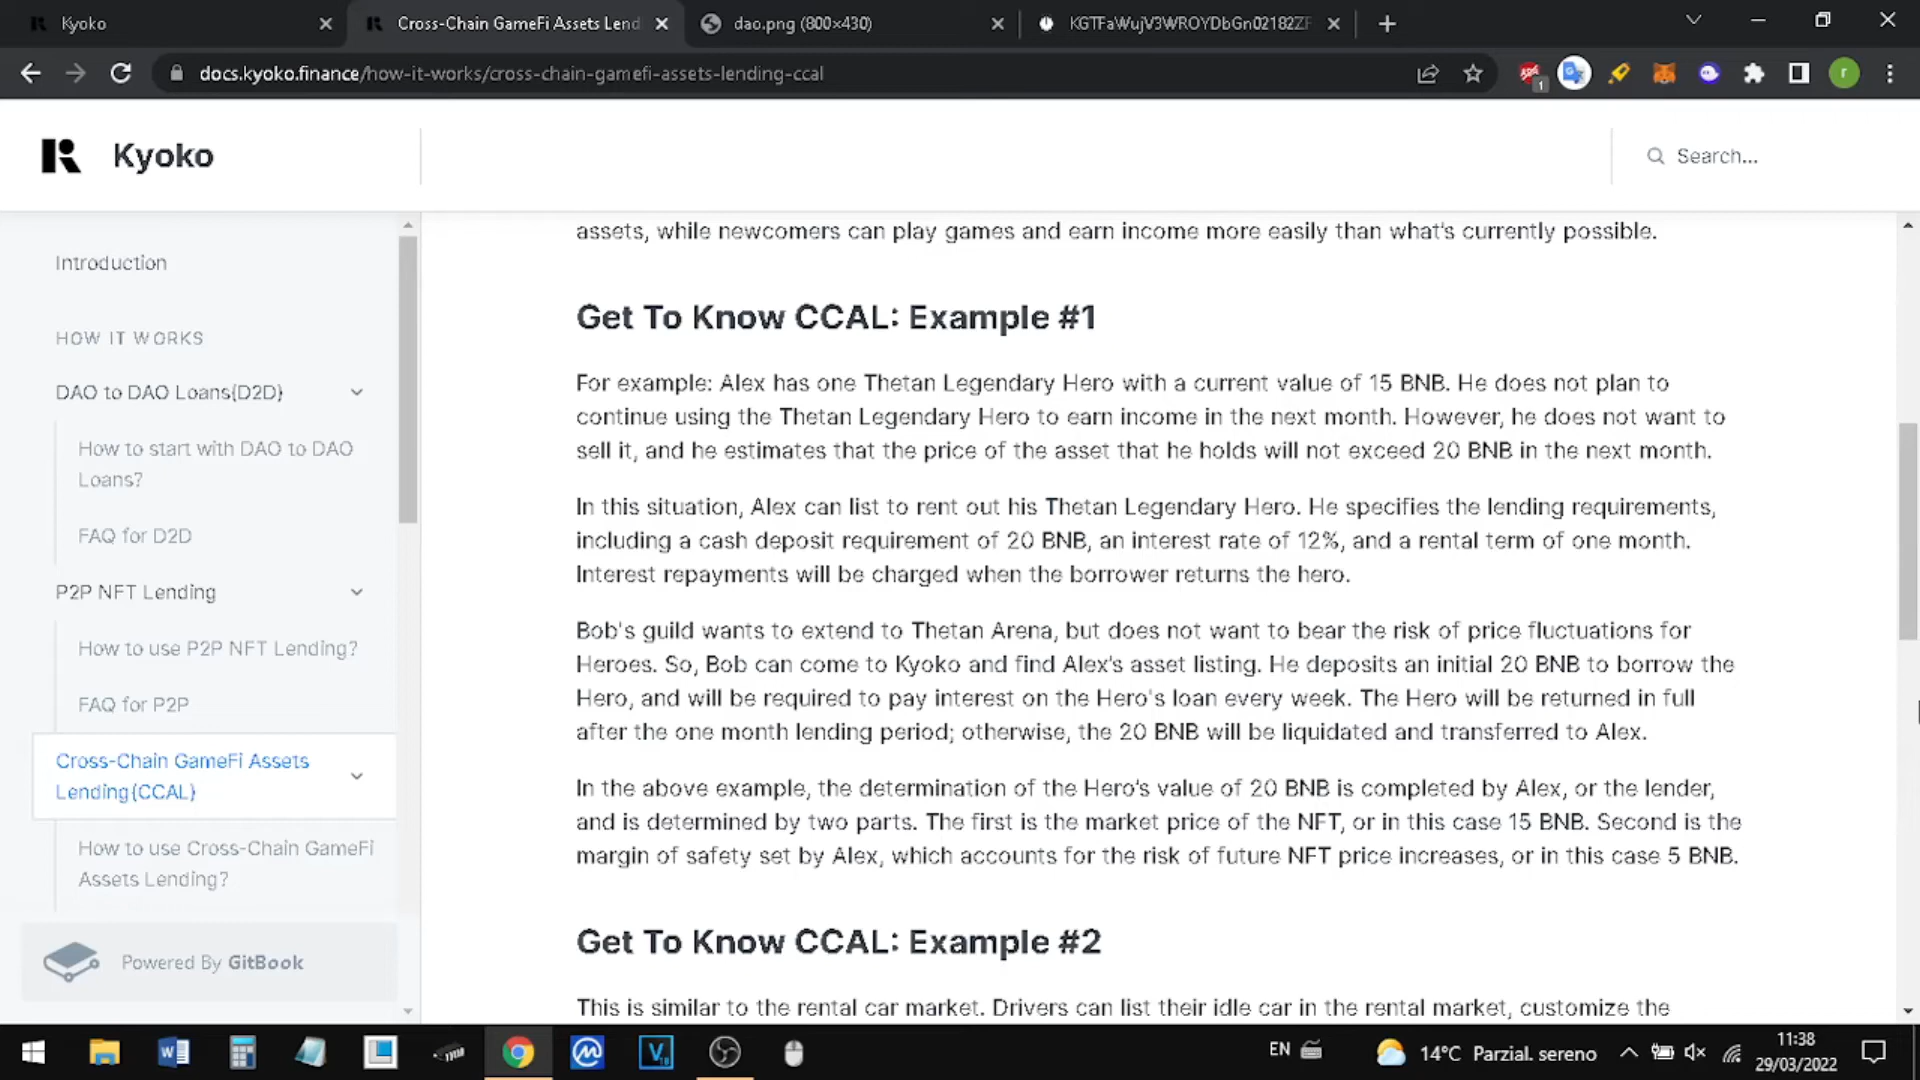 Kyoko
Cross-Chain GameFi Assets Lend
dao.png (800×430)
KGTFaWujV3WROYDbGn02182ZF
docs.kyoko.finance/how-it-works/cross-chain-gamefi-assets-lending-ccal
1
r
Kyoko
Search...
Introduction
HOW IT WORKS
DAO to DAO Loans(D2D)
How to start with DAO to DAO
Loans?
FAQ for D2D
P2P NFT Lending
How to use P2P NFT Lending?
FAQ for P2P
Cross-Chain GameFi Assets
Lending(CCAL)
How to use Cross-Chain GameFi
Assets Lending?
Powered By GitBook
assets, while newcomers can play games and earn income more easily than what's currently possible.
Get To Know CCAL: Example #1
For example: Alex has one Thetan Legendary Hero with a current value of 15 BNB. He does not plan to
continue using the Thetan Legendary Hero to earn income in the next month. However, he does not want to
sell it, and he estimates that the price of the asset that he holds will not exceed 20 BNB in the next month.
In this situation, Alex can list to rent out his Thetan Legendary Hero. He specifies the lending requirements,
including a cash deposit requirement of 20 BNB, an interest rate of 12%, and a rental term of one month.
Interest repayments will be charged when the borrower returns the hero.
Bob's guild wants to extend to Thetan Arena, but does not want to bear the risk of price fluctuations for
Heroes. So, Bob can come to Kyoko and find Alex's asset listing. He deposits an initial 20 BNB to borrow the
Hero, and will be required to pay interest on the Hero's loan every week. The Hero will be returned in full
after the one month lending period; otherwise, the 20 BNB will be liquidated and transferred to Alex.
In the above example, the determination of the Hero's value of 20 BNB is completed by Alex, or the lender,
and is determined by two parts. The first is the market price of the NFT, or in this case 15 BNB. Second is the
margin of safety set by Alex, which accounts for the risk of future NFT price increases, or in this case 5 BNB.
Get To Know CCAL: Example #2
This is similar to the rental car market. Drivers can list their idle car in the rental market, customize the
EN
14°C Parzial. sereno
11:38
29/03/2022